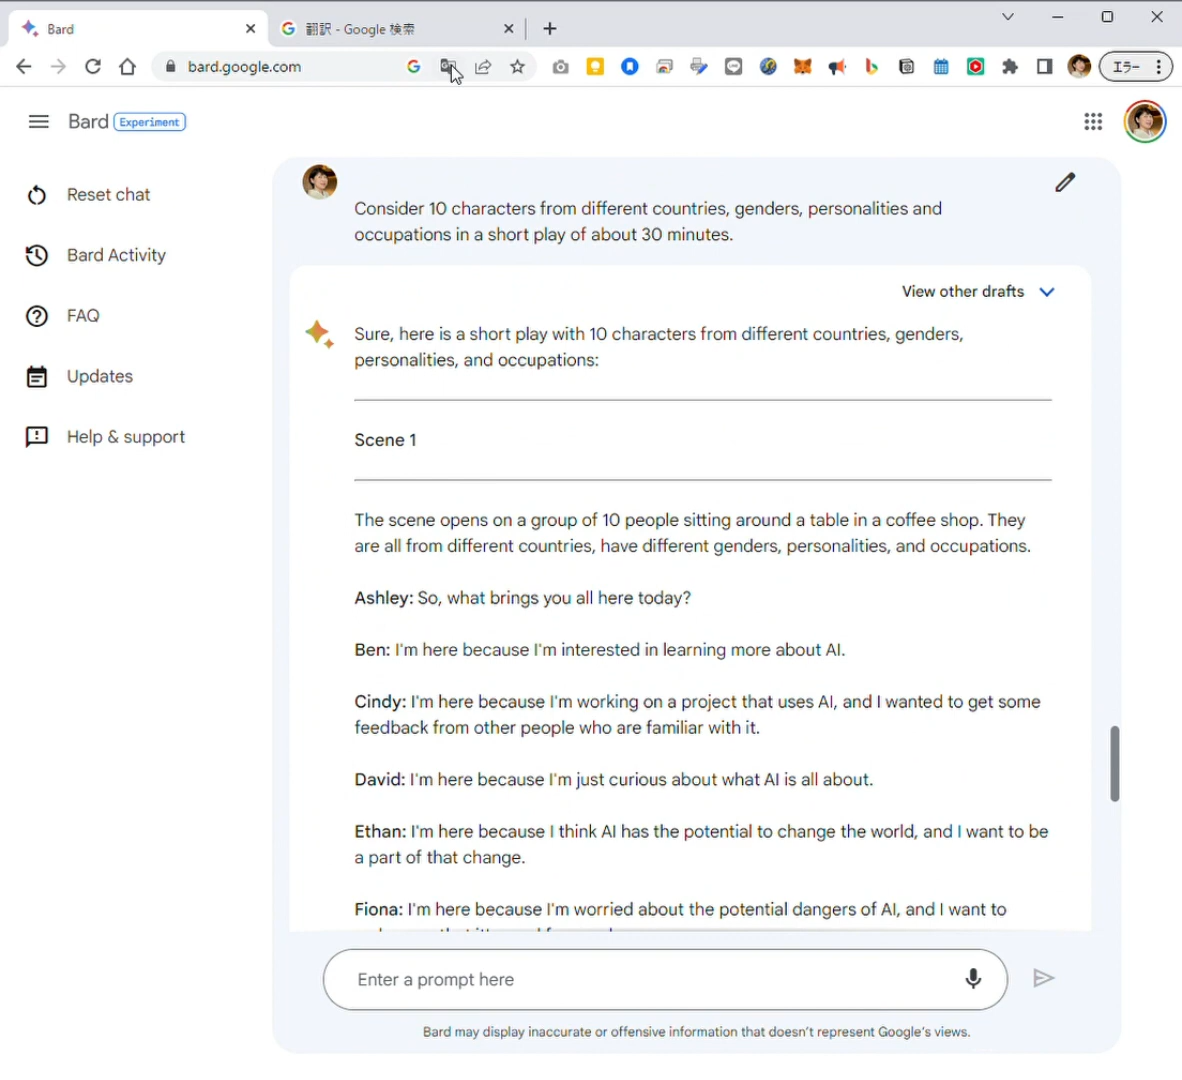 Bard
翻訳 - Google 検索
bard.google.com
エラー
Bard Experiment
Reset chat
Bard Activity
FAQ
Updates
Help & support
Consider 10 characters from different countries, genders, personalities and
occupations in a short play of about 30 minutes.
View other drafts
Sure, here is a short play with 10 characters from different countries, genders,
personalities, and occupations:
Scene 1
The scene opens on a group of 10 people sitting around a table in a coffee shop. They
are all from different countries, have different genders, personalities, and occupations.
Ashley: So, what brings you all here today?
Ben: I'm here because I'm interested in learning more about AI.
Cindy: I'm here because I'm working on a project that uses AI, and I wanted to get some
feedback from other people who are familiar with it.
David: I'm here because I'm just curious about what AI is all about.
Ethan: I'm here because I think AI has the potential to change the world, and I want to be
a part of that change.
Fiona: I'm here because I'm worried about the potential dangers of AI, and I want to
Enter a prompt here
Bard may display inaccurate or offensive information that doesn't represent Google's views.